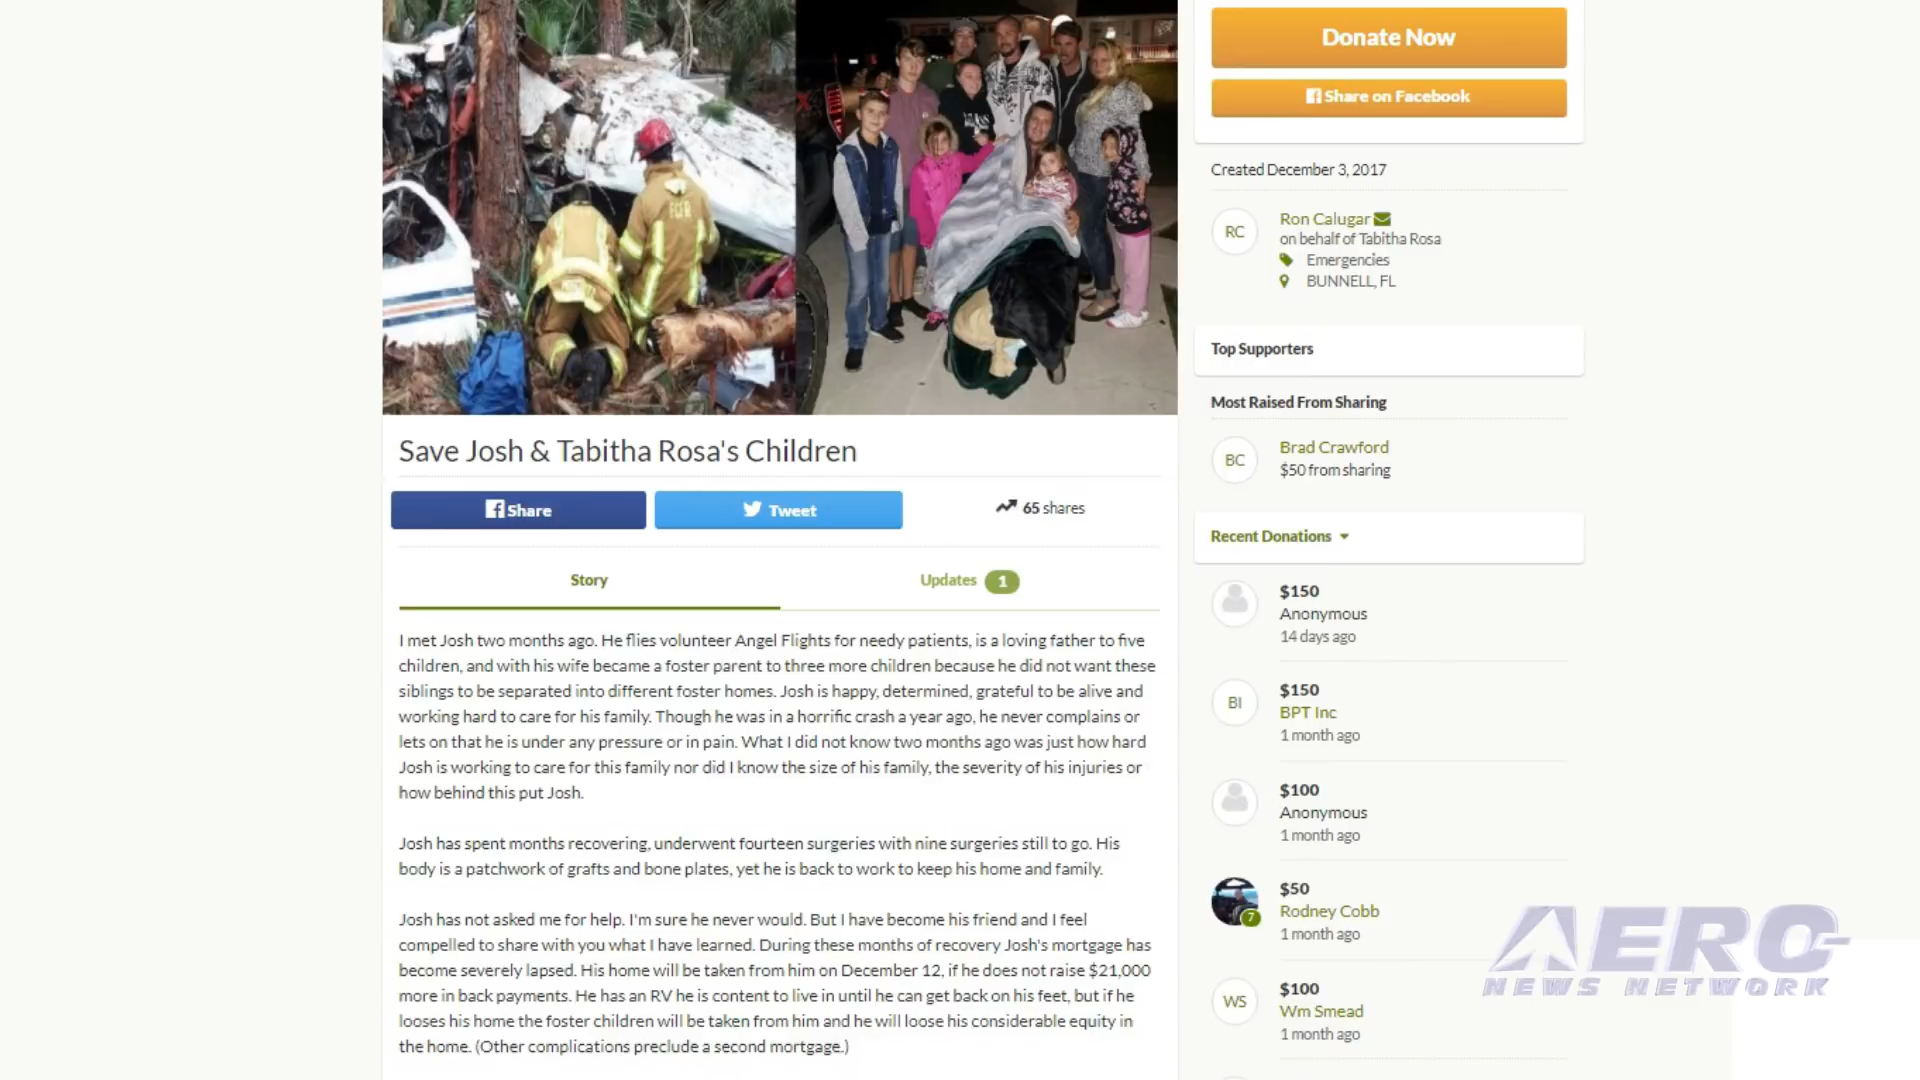 FCFR
Save Josh & Tabitha Rosa's Children
Share
Tweet
65 shares
Story
Updates 1
I met Josh two months ago. He flies volunteer Angel Flights for needy patients, is a loving father to five
children, and with his wife became a foster parent to three more children because he did not want these
siblings to be separated into different foster homes. Josh is happy, determined, grateful to be alive and
working hard to care for his family. Though he was in a horrific crash a year ago, he never complains or
lets on that he is under any pressure or in pain. What I did not know two months ago was just how hard
Josh is working to care for this family nor did I know the size of his family, the severity of his injuries or
how behind this put Josh.
Josh has spent months recovering, underwent fourteen surgeries with nine surgeries still to go. His
body is a patchwork of grafts and bone plates, yet he is back to work to keep his home and family.
Josh has not asked me for help. I'm sure he never would. But I have become his friend and I feel
compelled to share with you what I have learned. During these months of recovery Josh's mortgage has
become severely lapsed. His home will be taken from him on December 12, if he does not raise $21,000
more in back payments. He has an RV he is content to live in until he can get back on his feet, but if he
looses his home the foster children will be taken from him and he will loose his considerable equity in
the home. (Other complications preclude a second mortgage.)
Donate Now
Share on Facebook
Created December 3, 2017
RC
Ron Calugar
on behalf of Tabitha Rosa
Emergencies
BUNNELL, FL
Top Supporters
Most Raised From Sharing
BC
Brad Crawford
$50 from sharing
Recent Donations
$150
Anonymous
14 days ago
BI
$150
BPT Inc
1 month ago
$100
Anonymous
1 month ago
7
$50
Rodney Cobb
1 month ago
WS
$100
Wm Smead
1 month ago
AERO-
NEWS NETWORK